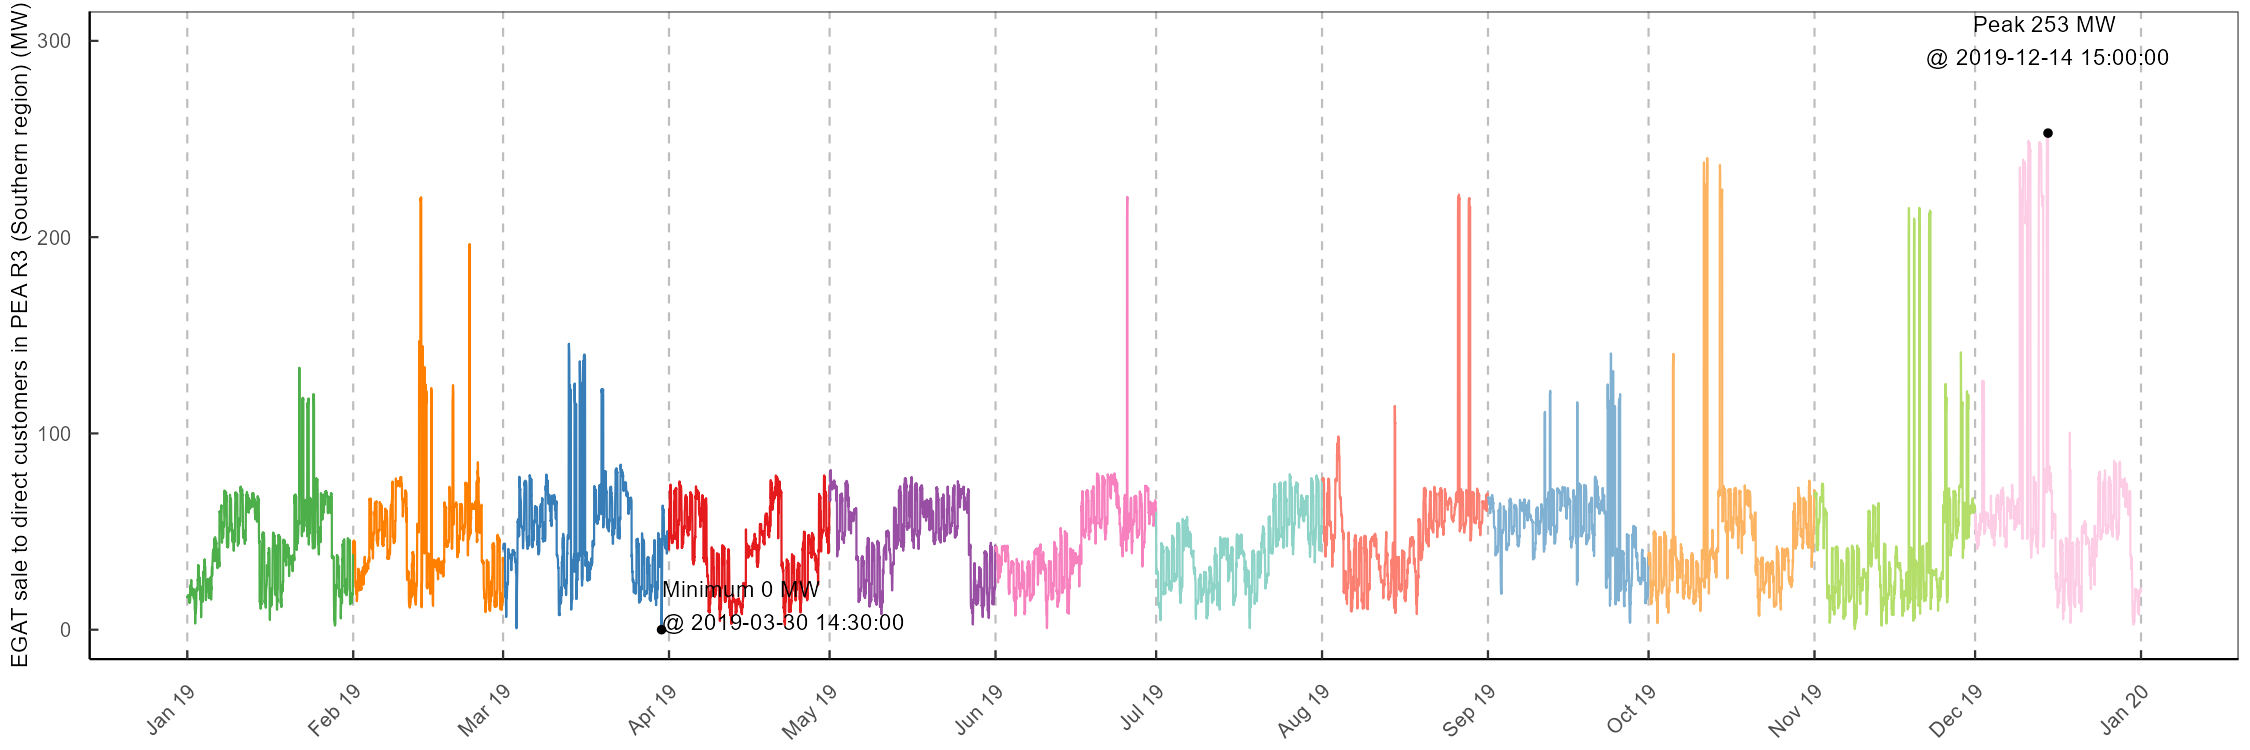 EGAT sale to direct customers in PEA R3 (Southern region) (MW)
300
200
100
0
Peak 253 MW
@ 2019-12-14 15:00:00
Minimum 0 MW
@ 2019-03-30 14:30:00
Jan 19
Feb 19
Mar 19
Apr 19
May 19
Jun 19
Jul 19
Aug 19
Sep 19
Oct 19
Nov 19
Dec 19
Jan 20